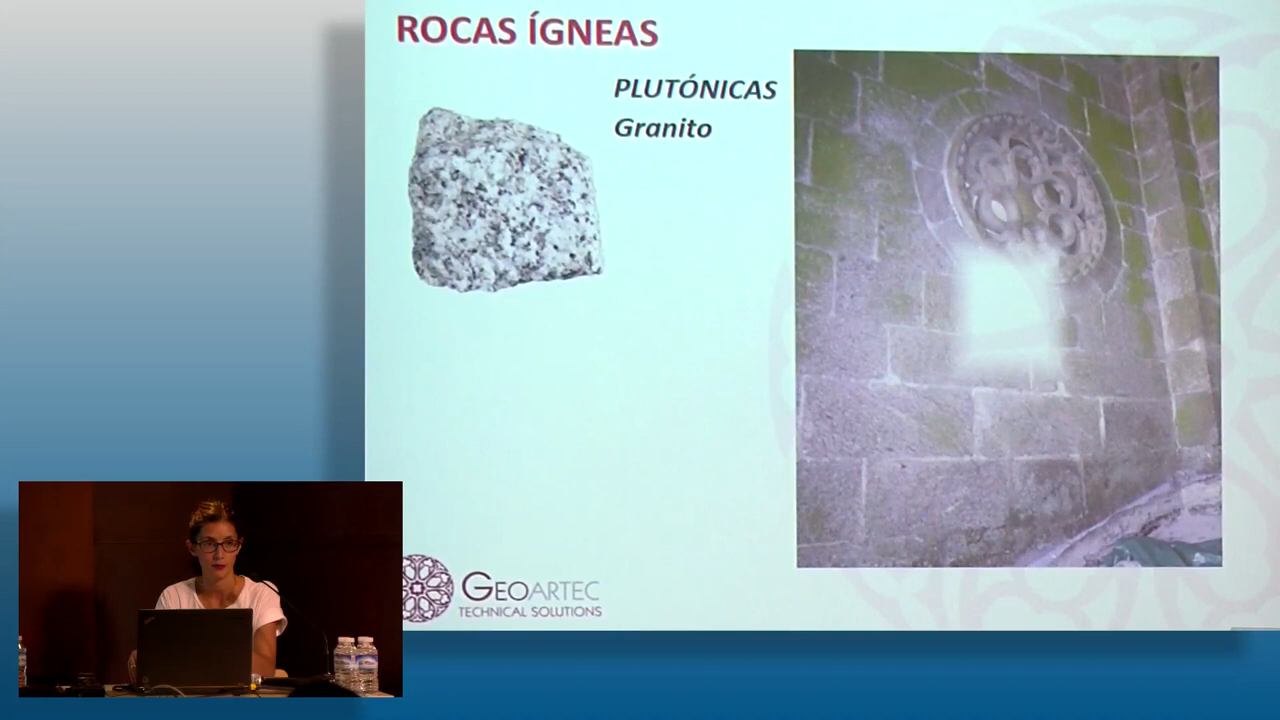 ROCAS ÍGNEAS
PLUTÓNICAS
Granito
GEOARTEC
TECHNICAL SOLUTIONS